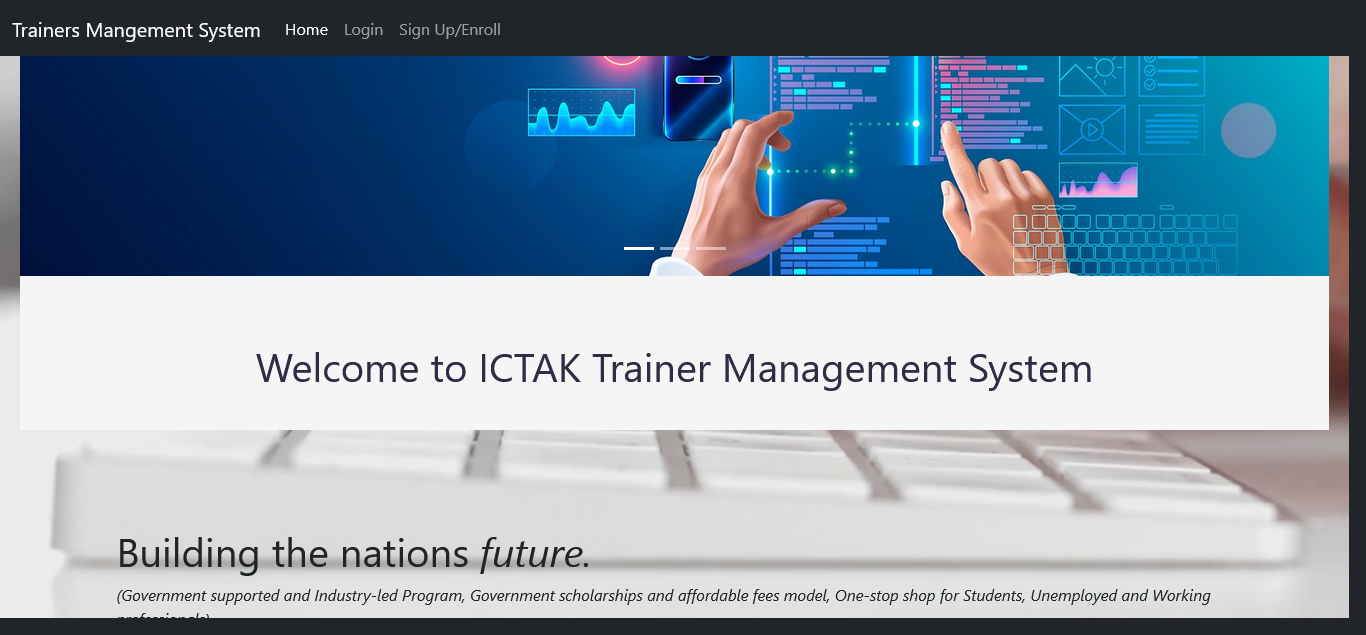 Trainers Mangement System Home Login Sign Up/Enroll
Welcome to ICTAK Trainer Management System
Building the nations future.
(Government supported and Industry-led Program, Government scholarships and affordable fees model, One-stop shop for Students, Unemployed and Working
professionals)